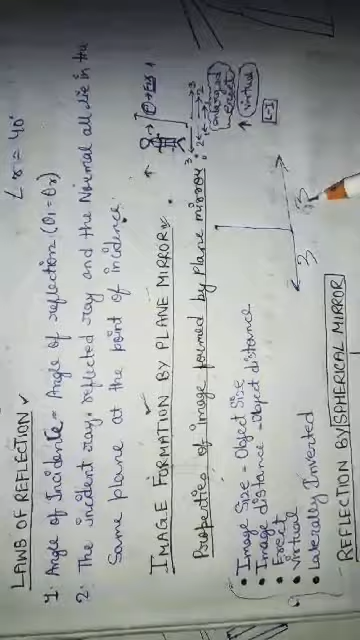 ∠r = 40°
LAWS OF REFLECTION
1. Angle of Incidence = Angle of reflection (θi = θr)
2. The incident ray, reflected ray and the Normal all lie in the
Same plane at the point of incidence.
IMAGE FORMATION BY PLANE MIRROR
Properties of image formed by Plane mirror:
• Image Size = Object Size
• Image distance = Object distance
• Erect
• Virtual
• Laterally Inverted
3
virtual
L-I
REFLECTION BY SPHERICAL MIRROR